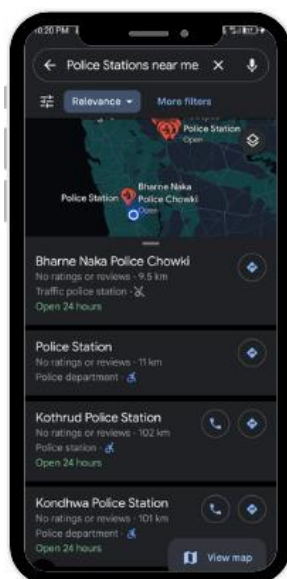 10:20 PM
Police Stations near me
Relevance
More filters
Police Station
Open
Bharne Naka
Police Station
Police Chowki
Open
Bharne Naka Police Chowki
No ratings or reviews · 9.5 km
Traffic police station ·
Open 24 hours
Police Station
No ratings or reviews · 11 km
Police department ·
Kothrud Police Station
No ratings or reviews · 102 km
Police station ·
Open 24 hours
Kondhwa Police Station
No ratings or reviews · 101 km
Police department ·
Open 24 hours
View map